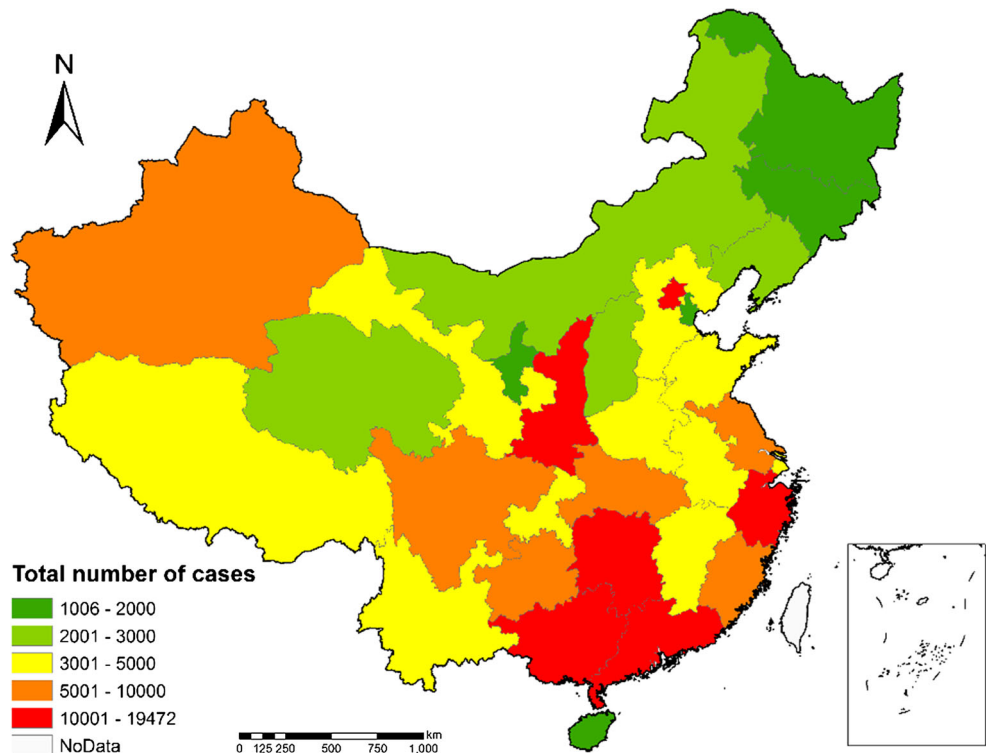 N
Total number of cases
1006 - 2000
2001 - 3000
3001 - 5000
5001 - 10000
10001 - 19472
NoData
km
0 125 250 500 750 1.000